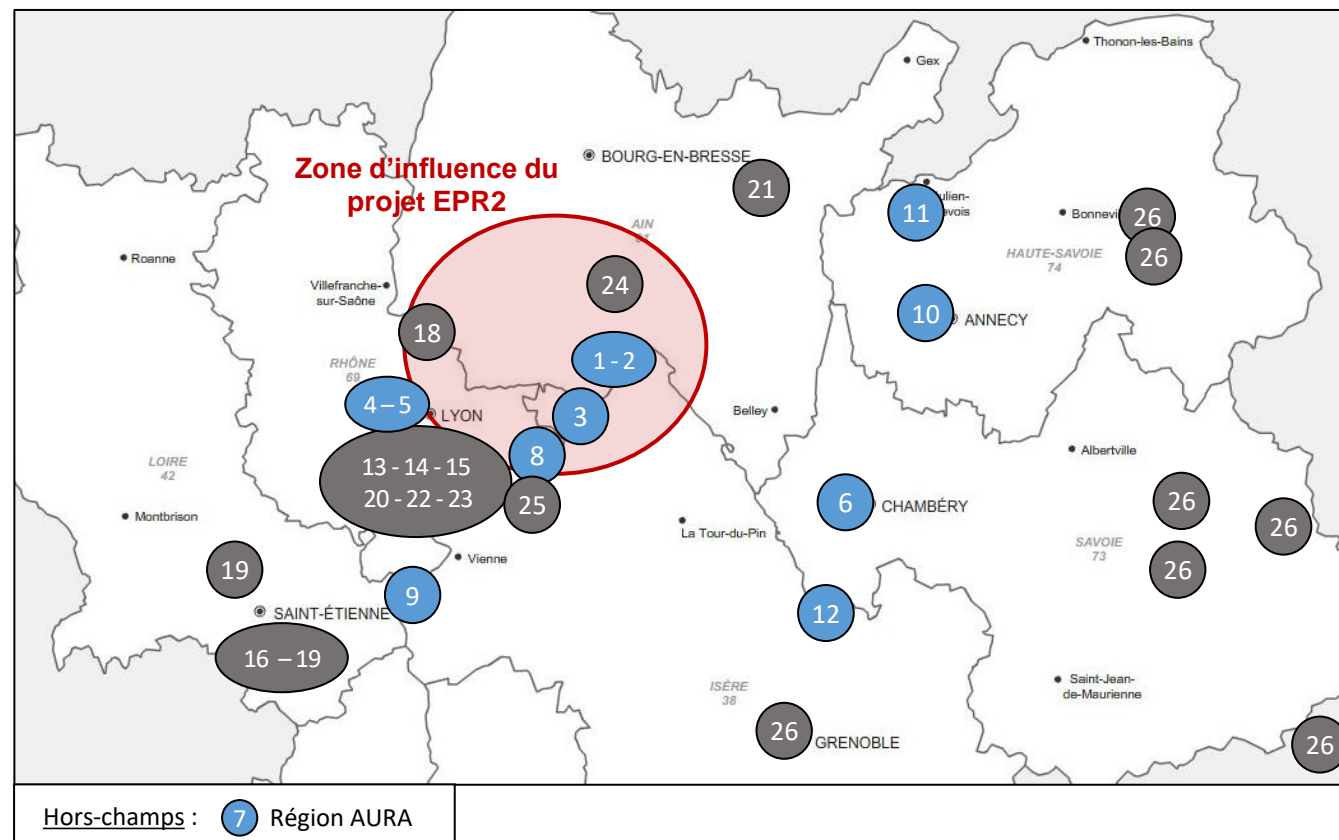 Thonon-les-Bains
Gex
BOURG-EN-BRESSE
Zone d'influence du
projet EPR2
21
11
Bonnevi
26
26
AIN
HAUTE-SAVOIE
74
Roanne
Villefranche-
sur-Saône
24
10
ANNECY
18
1 - 2
RHÔNE
69
4 – 5
LYON
3
Belley
8
LOIRE
42
13 - 14 - 15
20 - 22 - 23
25
Albertville
Montbrison
La Tour-du-Pin
6
CHAMBÉRY
26
26
SAVOIE
73
26
Vienne
19
9
SAINT-ÉTIENNE
12
16 – 19
ISÈRE
38
Saint-Jean-
de-Maurienne
26
GRENOBLE
26
Hors-champs :
7
Région AURA